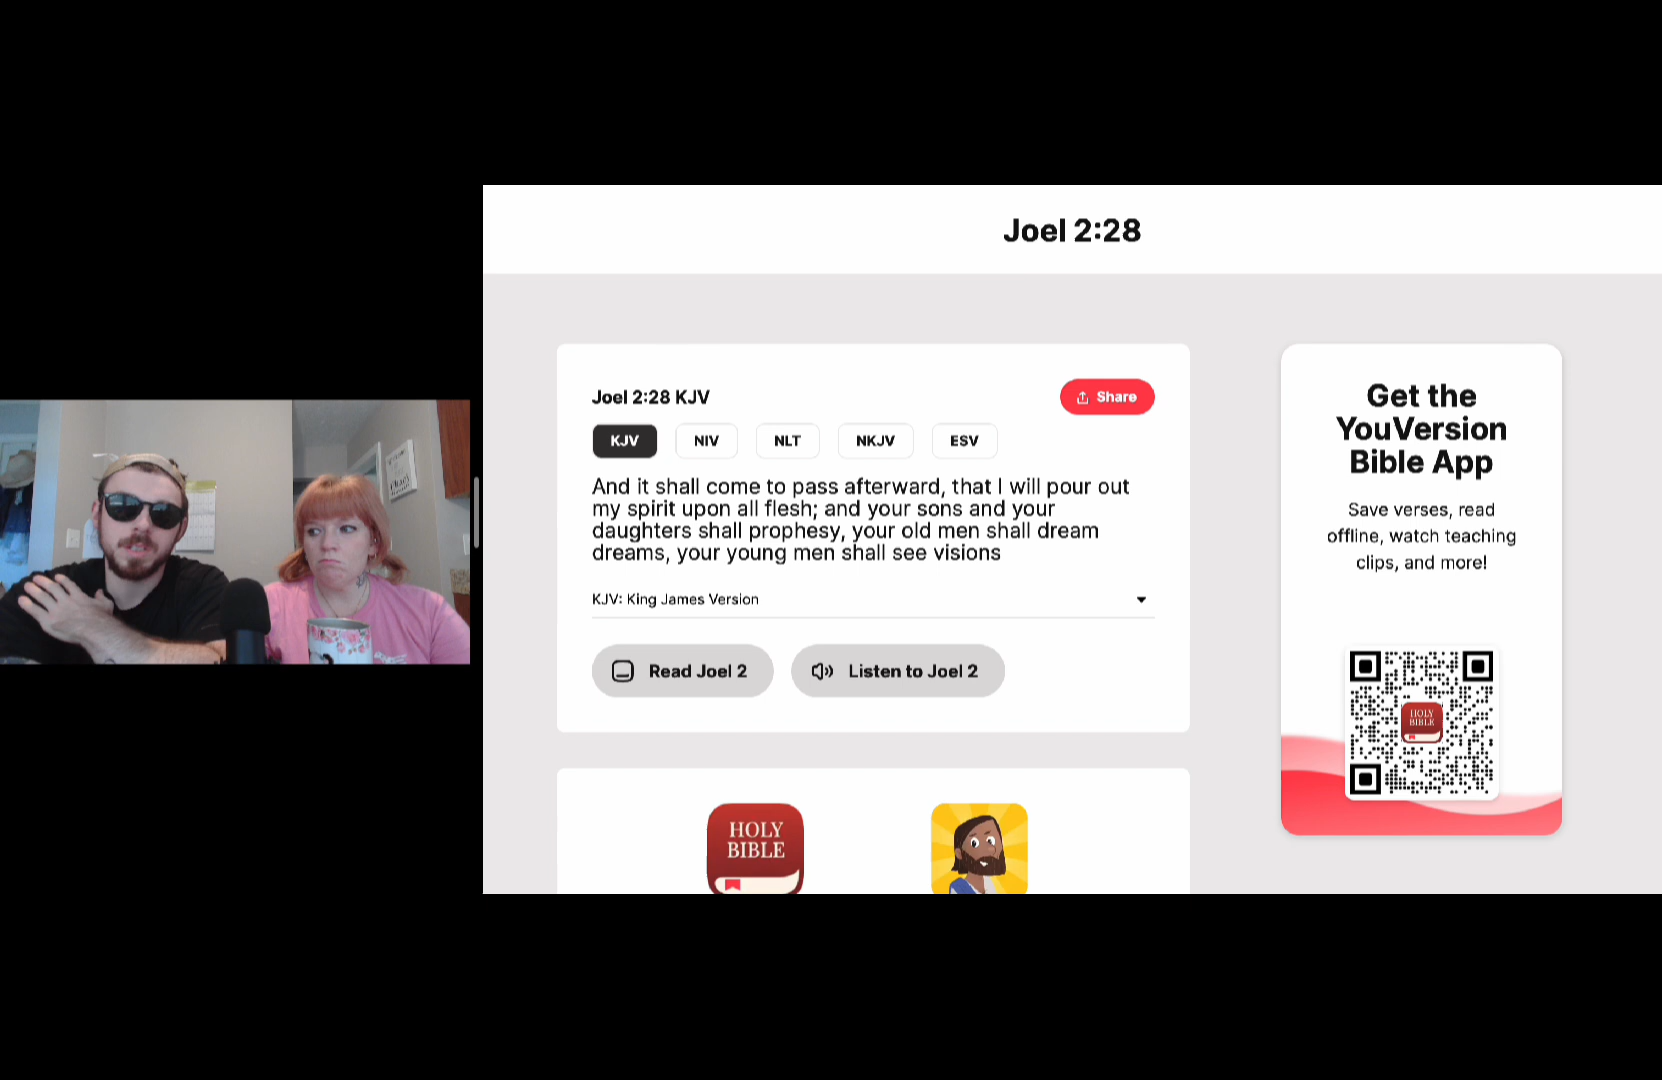 Joel 2:28
Joel 2:28 KJV
Share
KJV
NIV
NLT
NKJV
ESV
And it shall come to pass afterward, that I will pour out
my spirit upon all flesh; and your sons and your
daughters shall prophesy, your old men shall dream
dreams, your young men shall see visions
KJV: King James Version
Read Joel 2
Listen to Joel 2
HOLY
BIBLE
Get the
YouVersion
Bible App
Save verses, read
offline, watch teaching
clips, and more!
HOLY
BIBLE